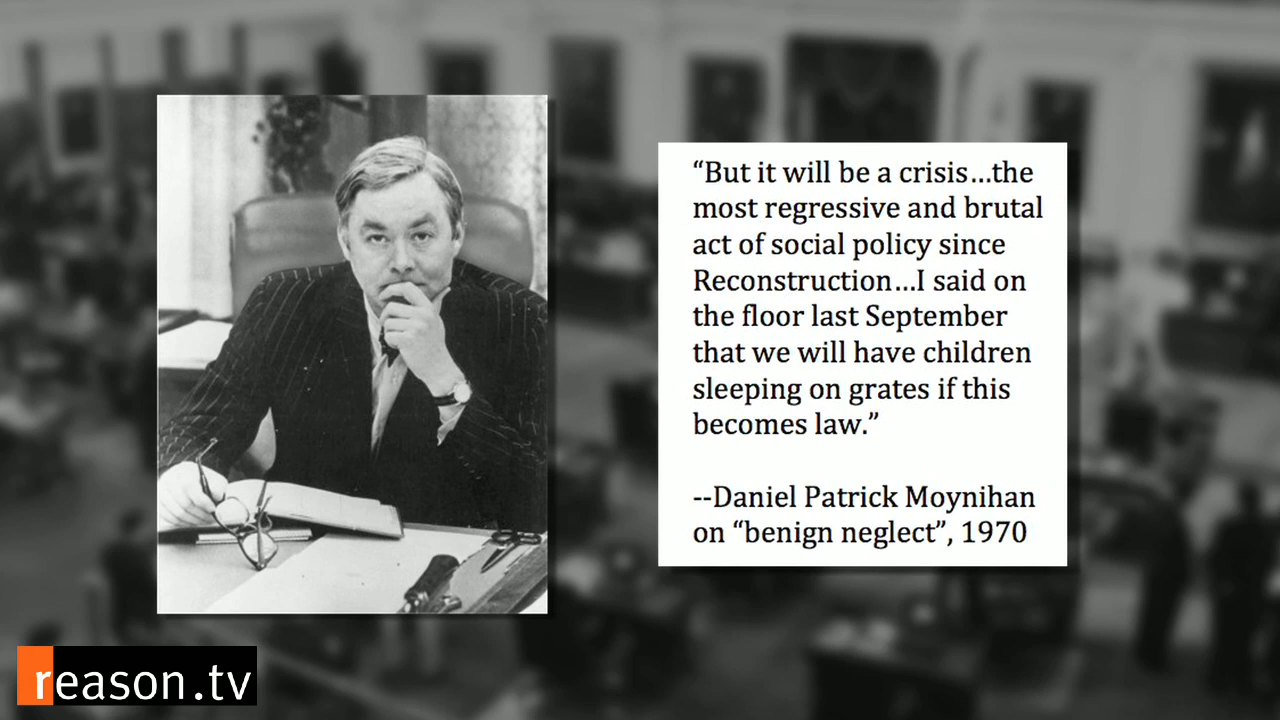 “But it will be a crisis...the
most regressive and brutal
act of social policy since
Reconstruction...I said on
the floor last September
that we will have children
sleeping on grates if this
becomes law.”
--Daniel Patrick Moynihan
on “benign neglect”, 1970
reason.tv